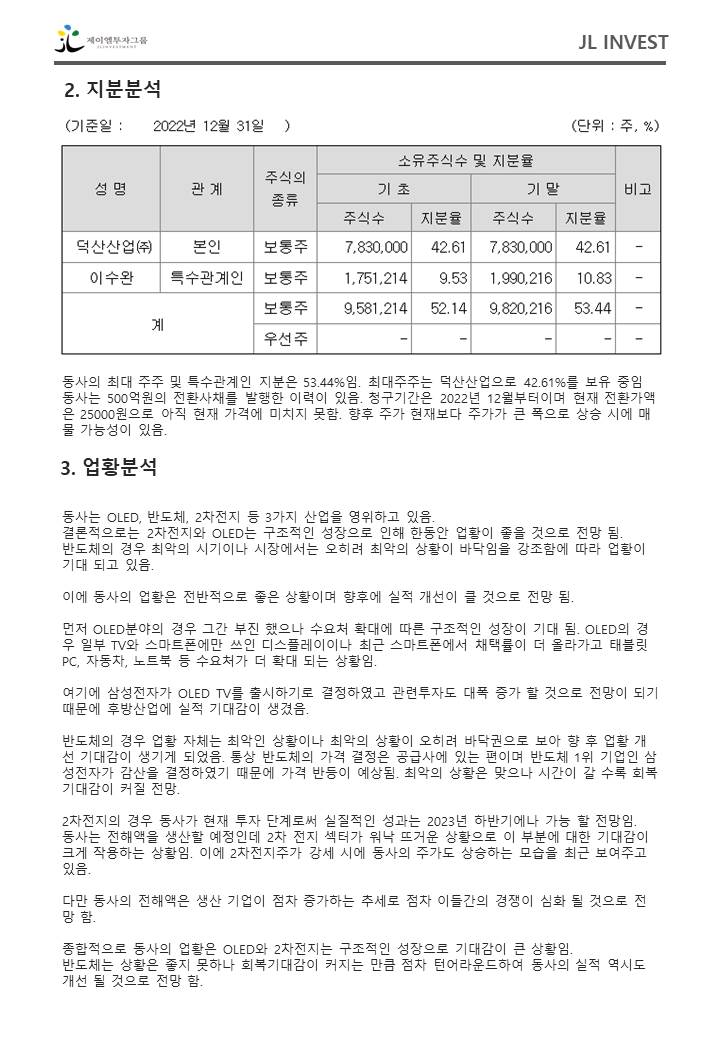 제이엘투자그룹
JLINVESTMENT
JL INVEST
2. 지분분석
(기준일 : 2022년 12월 31일 ) (단위 : 주, %)
성 명 관 계 주식의 종류 소유주식수 및 지분율 비고
기 초 기 말
주식수 지분율 주식수 지분율
덕산산업㈜ 본인 보통주 7,830,000 42.61 7,830,000 42.61 -
이수완 특수관계인 보통주 1,751,214 9.53 1,990,216 10.83 -
계 보통주 9,581,214 52.14 9,820,216 53.44 -
우선주 - - - - -
동사의 최대 주주 및 특수관계인 지분은 53.44%임. 최대주주는 덕산산업으로 42.61%를 보유 중임
동사는 500억원의 전환사채를 발행한 이력이 있음. 청구기간은 2022년 12월부터이며 현재 전환가액
은 25000원으로 아직 현재 가격에 미치지 못함. 향후 주가 현재보다 주가가 큰 폭으로 상승 시에 매
물 가능성이 있음.
3. 업황분석
동사는 OLED, 반도체, 2차전지 등 3가지 산업을 영위하고 있음.
결론적으로는 2차전지와 OLED는 구조적인 성장으로 인해 한동안 업황이 좋을 것으로 전망 됨.
반도체의 경우 최악의 시기이나 시장에서는 오히려 최악의 상황이 바닥임을 강조함에 따라 업황이
기대 되고 있음.
이에 동사의 업황은 전반적으로 좋은 상황이며 향후에 실적 개선이 클 것으로 전망 됨.
먼저 OLED분야의 경우 그간 부진 했으나 수요처 확대에 따른 구조적인 성장이 기대 됨. OLED의 경
우 일부 TV와 스마트폰에만 쓰인 디스플레이이나 최근 스마트폰에서 채택률이 더 올라가고 태블릿
PC, 자동차, 노트북 등 수요처가 더 확대 되는 상황임.
여기에 삼성전자가 OLED TV를 출시하기로 결정하였고 관련투자도 대폭 증가 할 것으로 전망이 되기
때문에 후방산업에 실적 기대감이 생겼음.
반도체의 경우 업황 자체는 최악인 상황이나 최악의 상황이 오히려 바닥권으로 보아 향 후 업황 개
선 기대감이 생기게 되었음. 통상 반도체의 가격 결정은 공급사에 있는 편이며 반도체 1위 기업인 삼
성전자가 감산을 결정하였기 때문에 가격 반등이 예상됨. 최악의 상황은 맞으나 시간이 갈 수록 회복
기대감이 커질 전망.
2차전지의 경우 동사가 현재 투자 단계로써 실질적인 성과는 2023년 하반기에나 가능 할 전망임.
동사는 전해액을 생산할 예정인데 2차 전지 섹터가 워낙 뜨거운 상황으로 이 부분에 대한 기대감이
크게 작용하는 상황임. 이에 2차전지주가 강세 시에 동사의 주가도 상승하는 모습을 최근 보여주고
있음.
다만 동사의 전해액은 생산 기업이 점차 증가하는 추세로 점차 이들간의 경쟁이 심화 될 것으로 전
망 함.
종합적으로 동사의 업황은 OLED와 2차전지는 구조적인 성장으로 기대감이 큰 상황임.
반도체는 상황은 좋지 못하나 회복기대감이 커지는 만큼 점차 턴어라운드하여 동사의 실적 역시도
개선 될 것으로 전망 함.